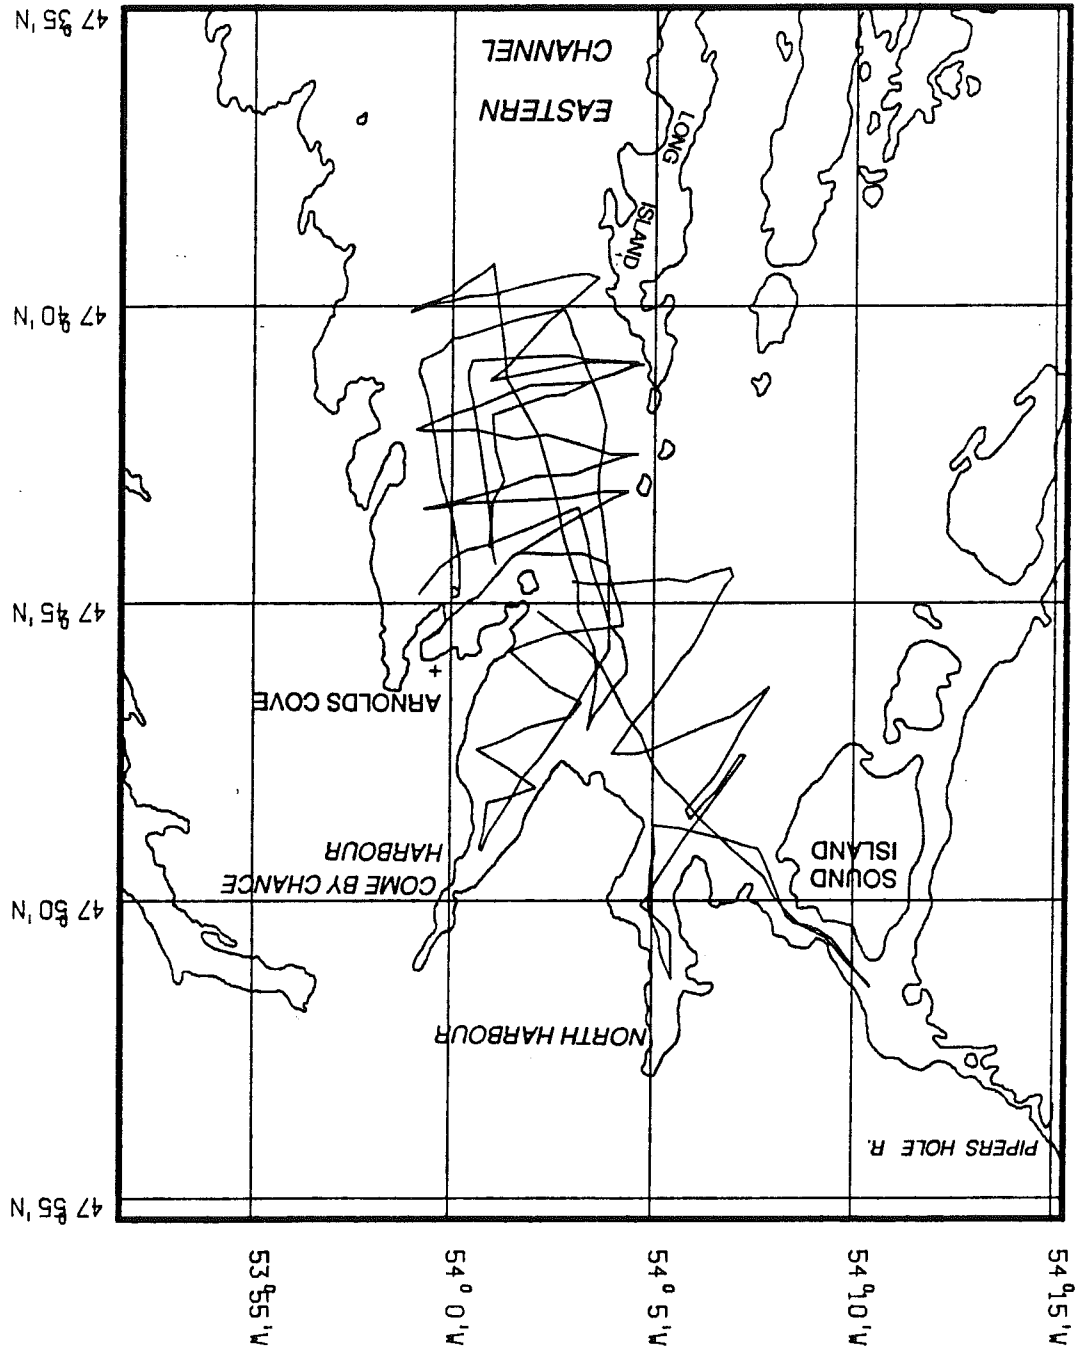 54° 15'W
54° 10'W
54° 5'W
54° 0'W
53° 55'W
47° 55'N
PIPERS HOLE R.
NORTH HARBOUR
47° 50'N
COME BY CHANCE
HARBOUR
SOUND
ISLAND
ARNOLDS COVE
47° 45'N
47° 40'N
LONG
ISLAND
EASTERN
CHANNEL
47° 35'N